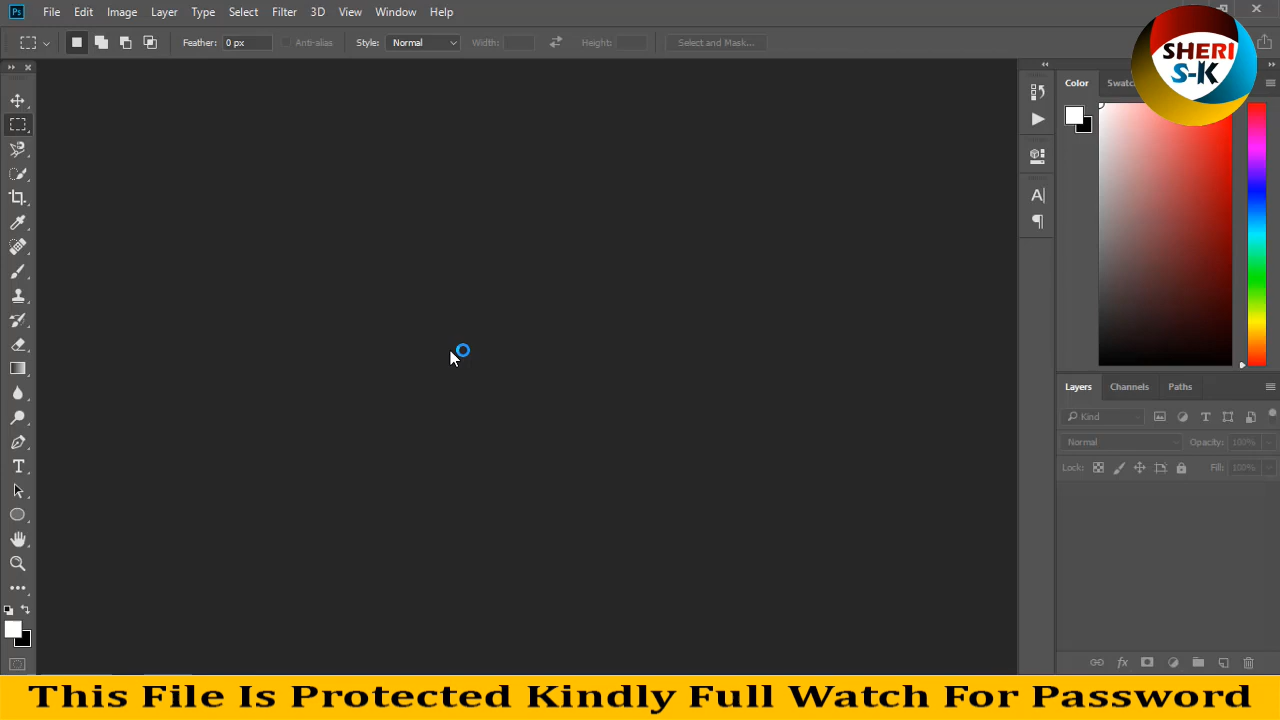 Ps File Edit Image Layer Type Select Filter 3D View Window Help
Feather: 0 px Anti-alias Style: Normal Width: Height: Select and Mask...
SHERI
S-K
Color
A|
Layers Channels Paths
Kind T
Normal Opacity: 100%
Lock: Fill: 100%
T
fx
This File Is Protected Kindly Full Watch For Password